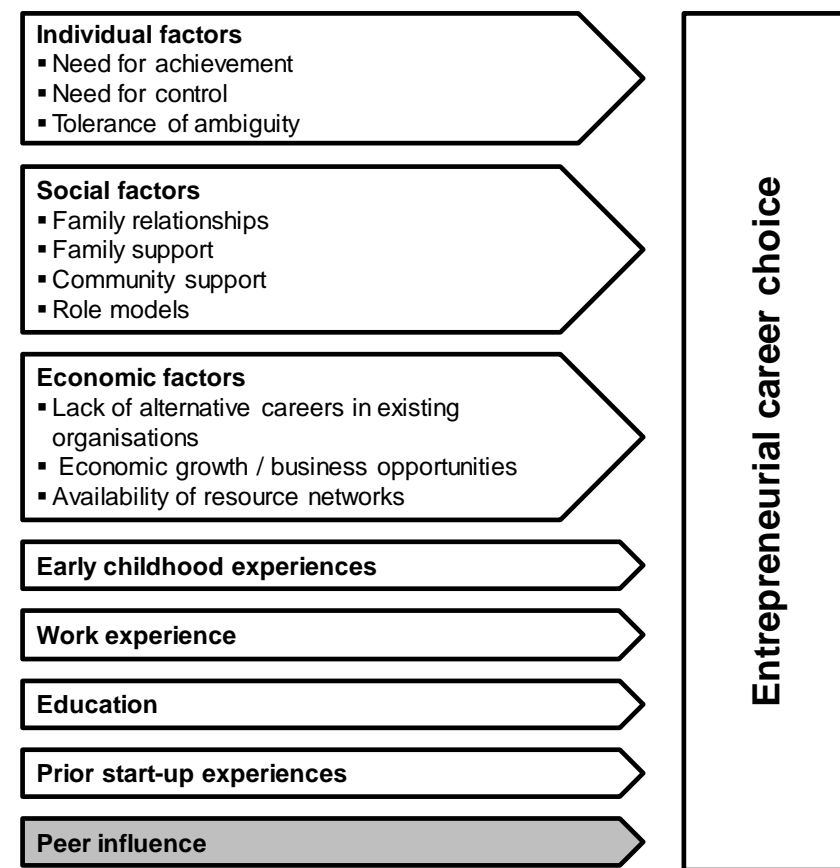 Individual factors
▪ Need for achievement
▪ Need for control
▪ Tolerance of ambiguity
Social factors
▪ Family relationships
▪ Family support
▪ Community support
▪ Role models
Economic factors
▪ Lack of alternative careers in existing
organisations
▪ Economic growth / business opportunities
▪ Availability of resource networks
Early childhood experiences
Work experience
Education
Prior start-up experiences
Peer influence
Entrepreneurial career choice